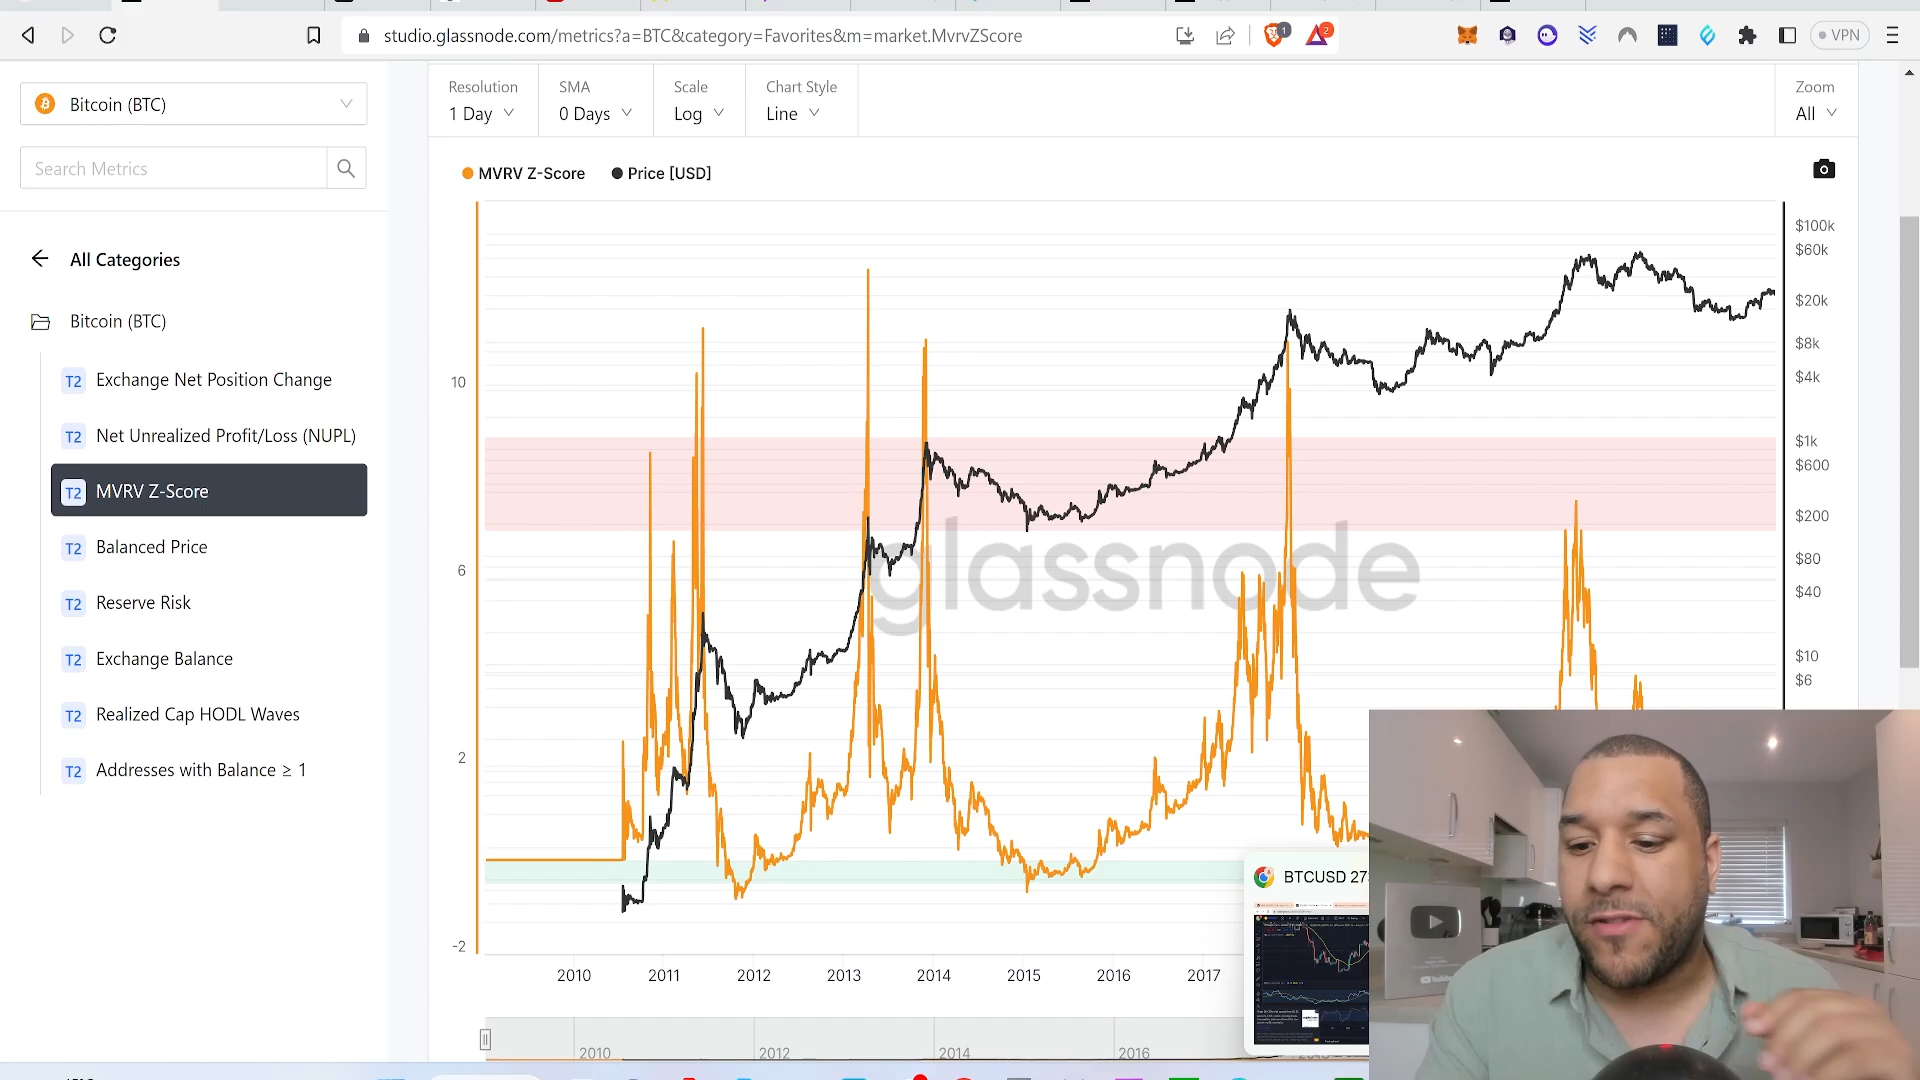 studio.glassnode.com/metrics?a=BTC&category=Favorites&m=market.MvrvZScore
1
2
VPN
Bitcoin (BTC)
Search Metrics
All Categories
Bitcoin (BTC)
T2 Exchange Net Position Change
T2 Net Unrealized Profit/Loss (NUPL)
T2 MVRV Z-Score
T2 Balanced Price
T2 Reserve Risk
T2 Exchange Balance
T2 Realized Cap HODL Waves
T2 Addresses with Balance ≥ 1
Resolution
1 Day
SMA
0 Days
Scale
Log
Chart Style
Line
Zoom
All
MVRV Z-Score
Price [USD]
10
6
2
-2
$100k
$60k
$20k
$8k
$4k
$1k
$600
$200
$80
$40
$10
$6
glassnode
2010 2011 2012 2013 2014 2015 2016 2017
2010 2012 2014 2016
BTCUSD 27